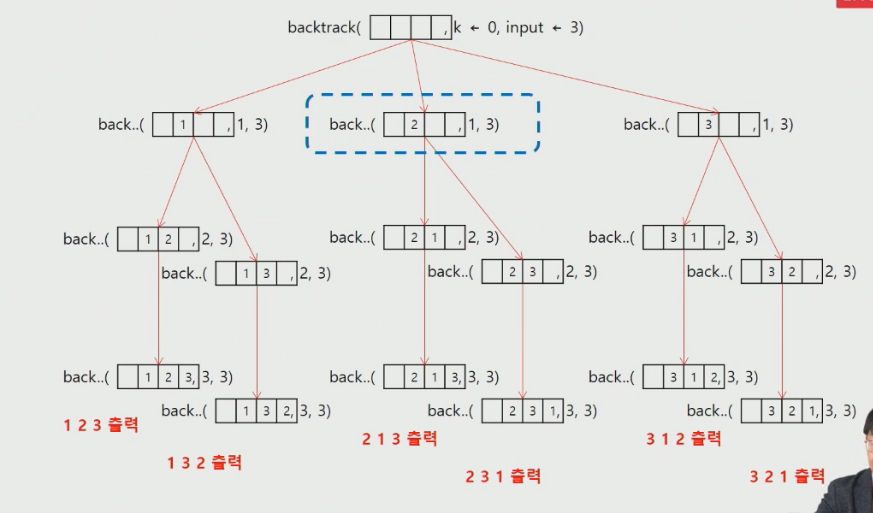 backtrack( , k ← 0, input ← 3)
back..( 1 , 1, 3)
back..( 2 , 1, 3)
back..( 3 , 1, 3)
back..( 1 2 , 2, 3)
back..( 2 1 , 2, 3)
back..( 3 1 , 2, 3)
back..( 1 3 , 2, 3)
back..( 2 3 , 2, 3)
back..( 3 2 , 2, 3)
back..( 1 2 3, 3, 3)
back..( 2 1 3, 3, 3)
back..( 3 1 2, 3, 3)
back..( 1 3 2, 3, 3)
back..( 2 3 1, 3, 3)
back..( 3 2 1, 3, 3)
1 2 3 출력
2 1 3 출력
3 1 2 출력
1 3 2 출력
2 3 1 출력
3 2 1 출력